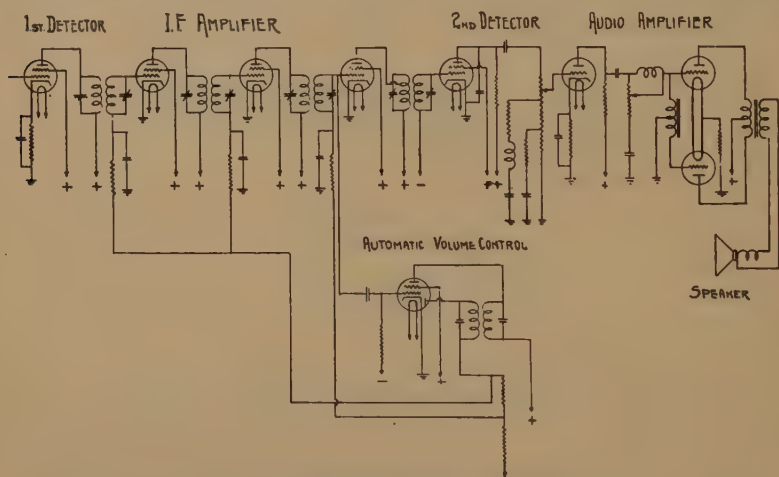 1ST. DETECTOR
I.F AMPLIFIER
2ND DETECTOR
AUDIO AMPLIFIER
+ + + + + + + + - + + + +
AUTOMATIC VOLUME CONTROL
SPEAKER
- + +